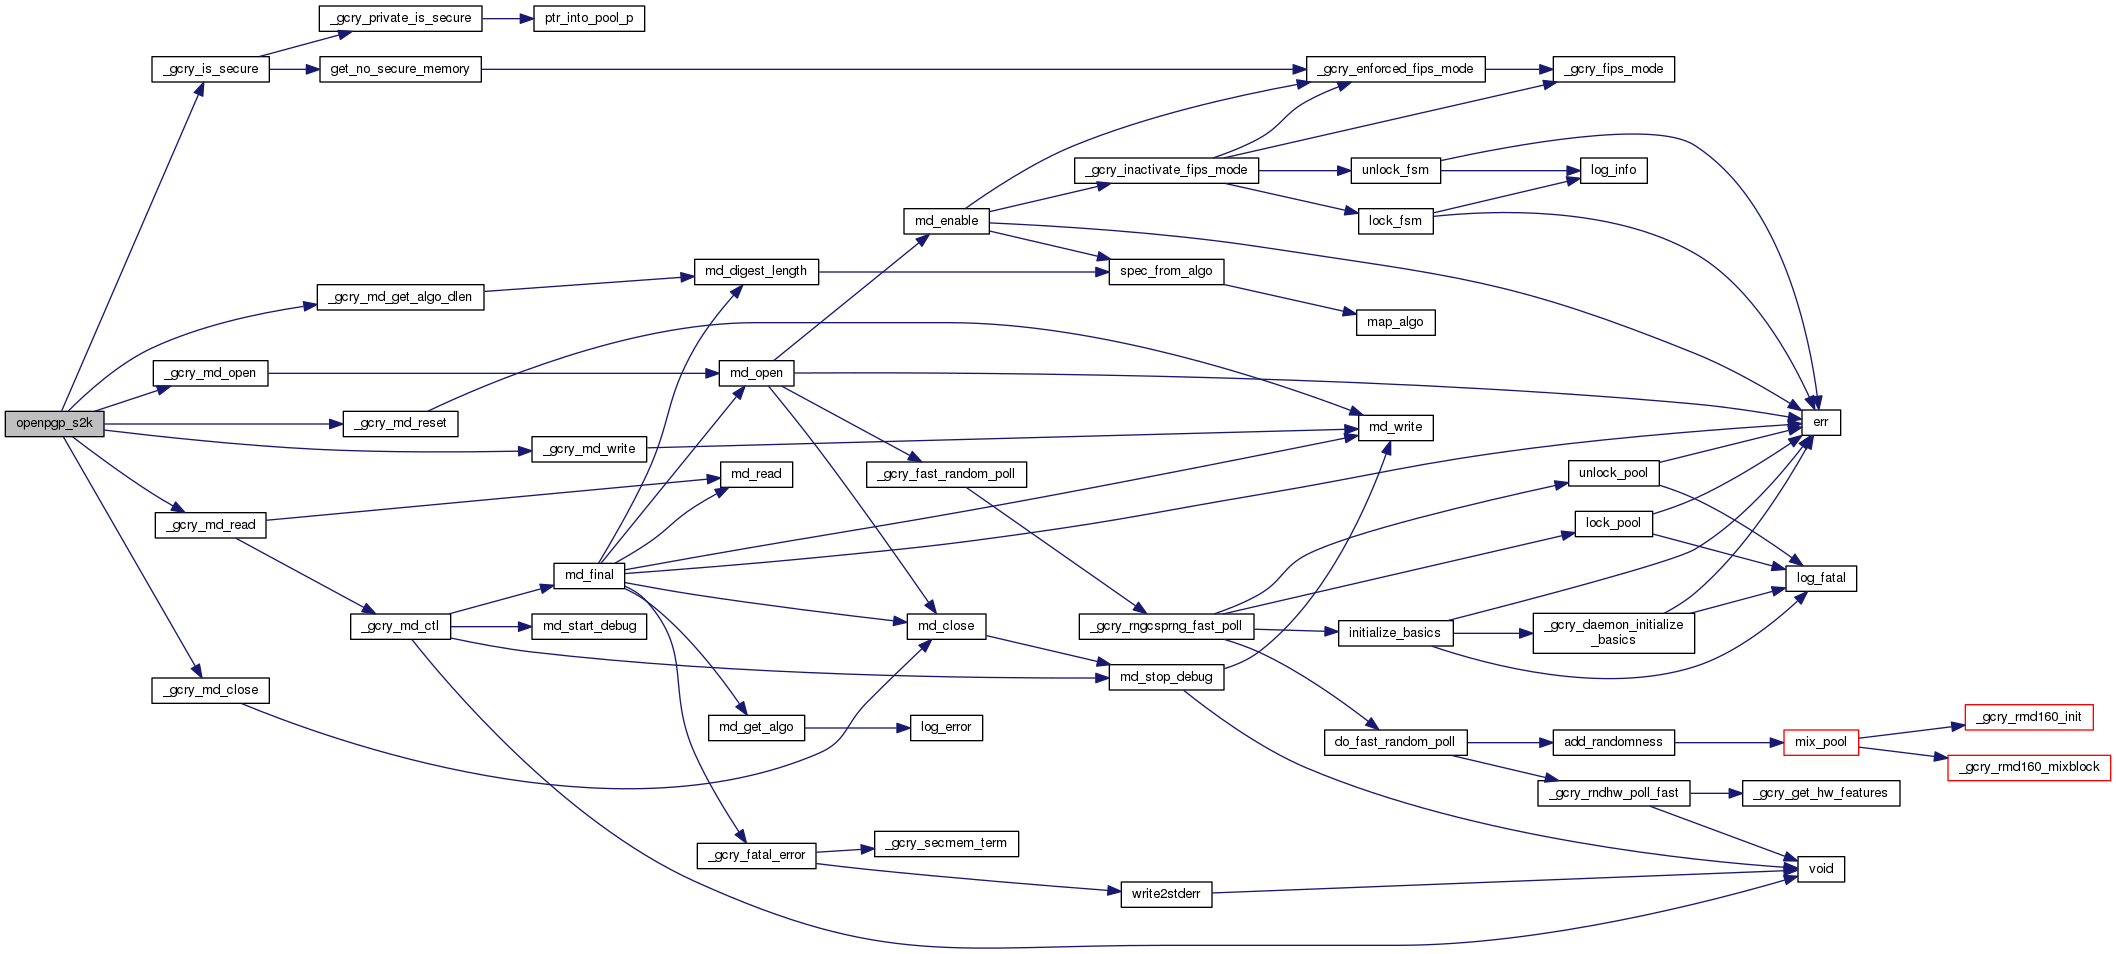 _gcry_private_is_secure
ptr_into_pool_p
_gcry_is_secure
get_no_secure_memory
_gcry_enforced_fips_mode
_gcry_fips_mode
_gcry_inactivate_fips_mode
unlock_fsm
log_info
md_enable
lock_fsm
md_digest_length
spec_from_algo
_gcry_md_get_algo_dlen
map_algo
_gcry_md_open
md_open
openpgp_s2k
_gcry_md_reset
md_write
err
_gcry_md_write
md_read
_gcry_fast_random_poll
unlock_pool
_gcry_md_read
lock_pool
md_final
log_fatal
_gcry_md_ctl
md_start_debug
md_close
_gcry_rngcsprng_fast_poll
initialize_basics
_gcry_daemon_initialize
_basics
md_stop_debug
_gcry_md_close
md_get_algo
log_error
_gcry_rmd160_init
do_fast_random_poll
add_randomness
mix_pool
_gcry_rmd160_mixblock
_gcry_rndhw_poll_fast
_gcry_get_hw_features
_gcry_secmem_term
_gcry_fatal_error
void
write2stderr